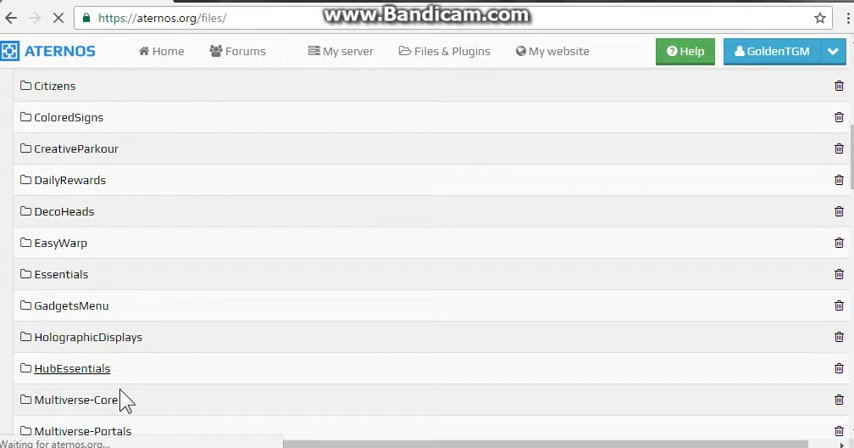 www.Bandicam.com
https://aternos.org/files/
ATERNOS Home Forums My server Files & Plugins My website Help GoldenTGM
Citizens
ColoredSigns
CreativeParkour
DailyRewards
DecoHeads
EasyWarp
Essentials
GadgetsMenu
HolographicDisplays
HubEssentials
Multiverse-Core
Multiverse-Portals
Waiting for aternos.org...